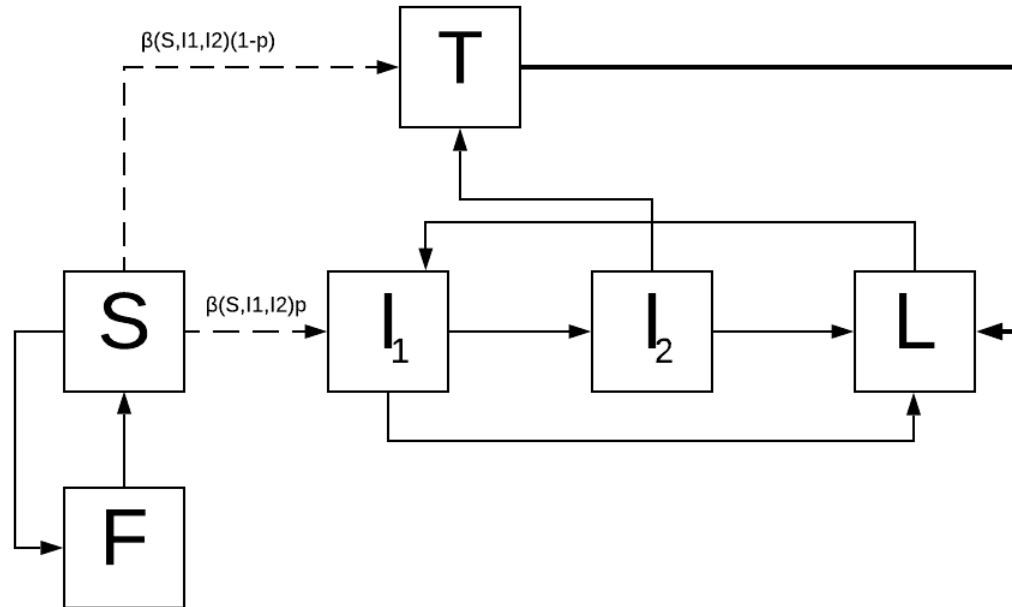 β(S,I1,I2)(1-p)
T
S
β(S,I1,I2)p
I1
I2
L
F